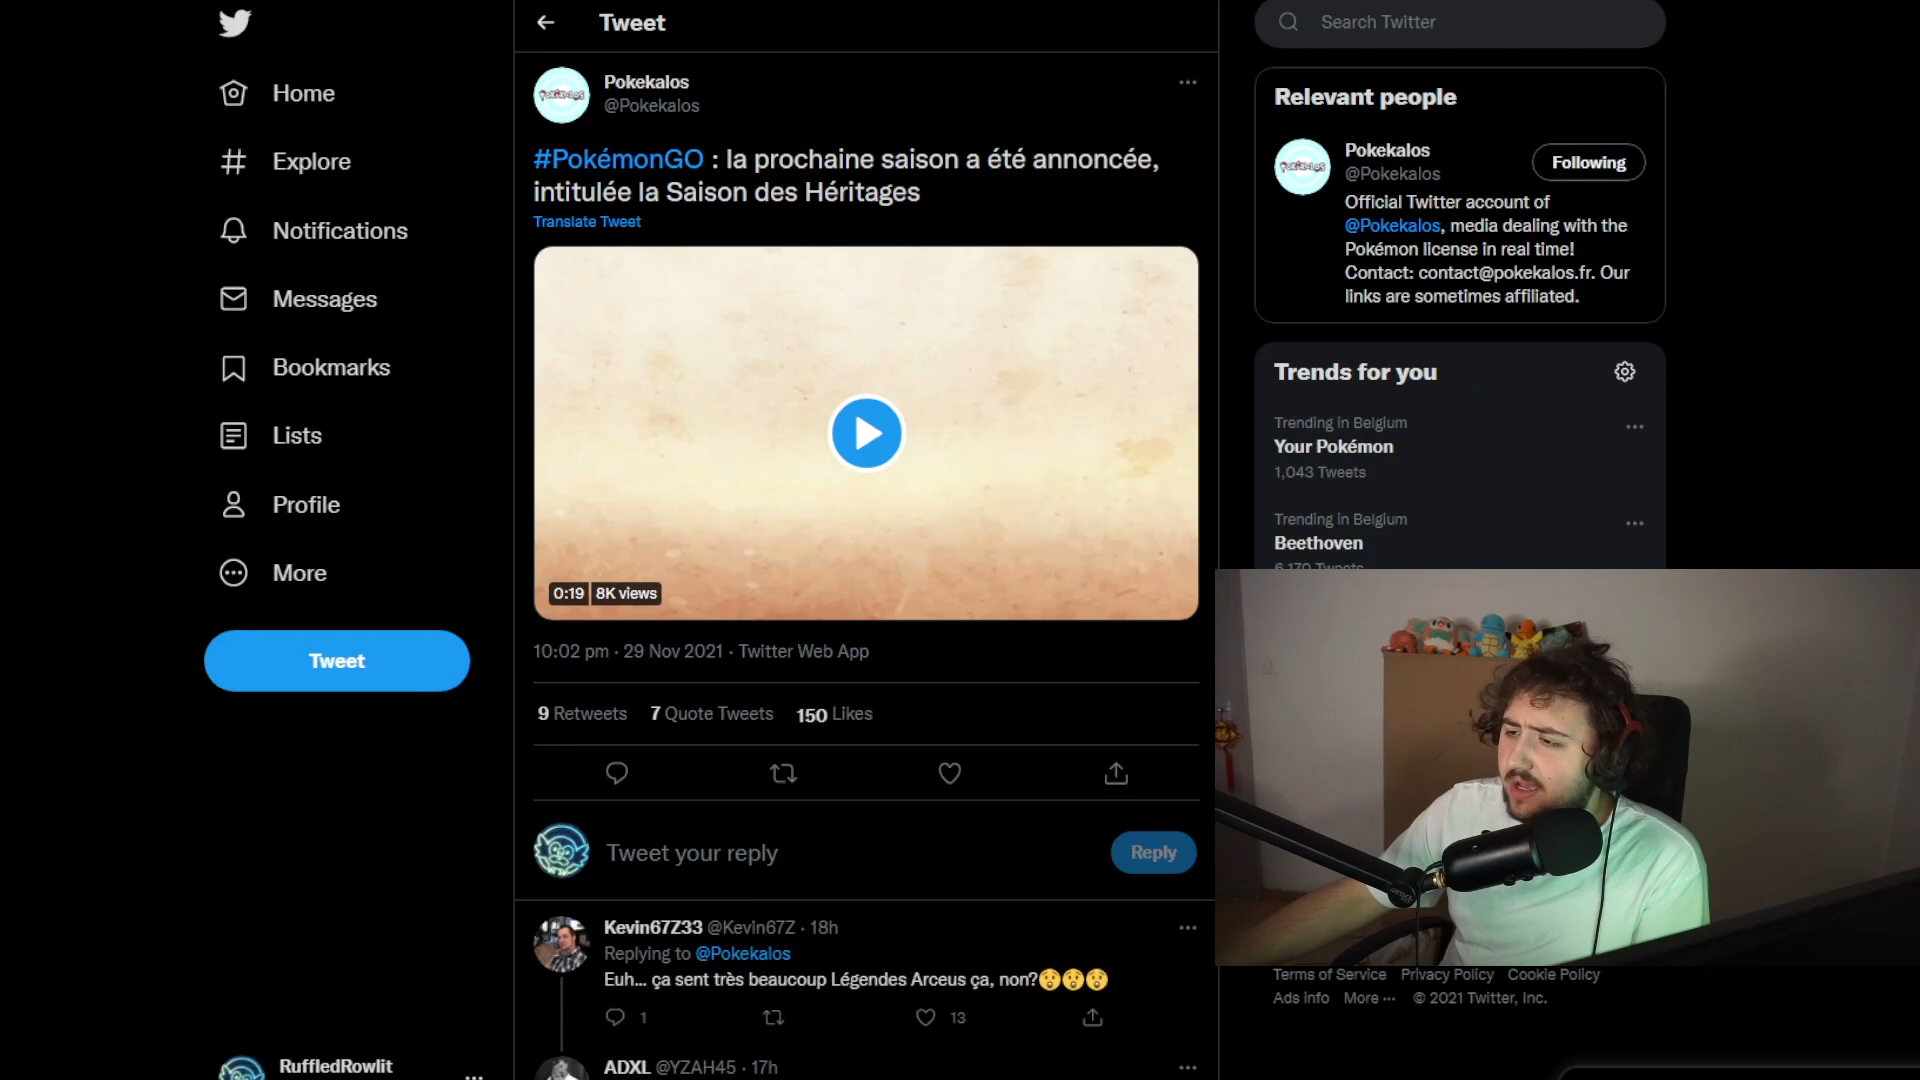 Home
Explore
Notifications
Messages
Bookmarks
Lists
Profile
More
Tweet
RuffledRowlit
Tweet
Pokekalos
@Pokekalos
#PokémonGO : la prochaine saison a été annoncée,
intitulée la Saison des Héritages
Translate Tweet
0:19 8K views
10:02 pm · 29 Nov 2021 · Twitter Web App
9 Retweets 7 Quote Tweets 150 Likes
Tweet your reply
Reply
Kevin67Z33 @Kevin67Z · 18h
Replying to @Pokekalos
Euh... ça sent très beaucoup Légendes Arceus ça, non?😲😲😲
1 13
ADXL @YZAH45 · 17h
Search Twitter
Relevant people
POKÉKALOS
Pokekalos
@Pokekalos
Following
Official Twitter account of
@Pokekalos, media dealing with the
Pokémon license in real time!
Contact: contact@pokekalos.fr. Our
links are sometimes affiliated.
Trends for you
Trending in Belgium
Your Pokémon
1,043 Tweets
Trending in Belgium
Beethoven
6,170 Tweets
Terms of Service Privacy Policy Cookie Policy
Ads info More ··· © 2021 Twitter, Inc.
Blue